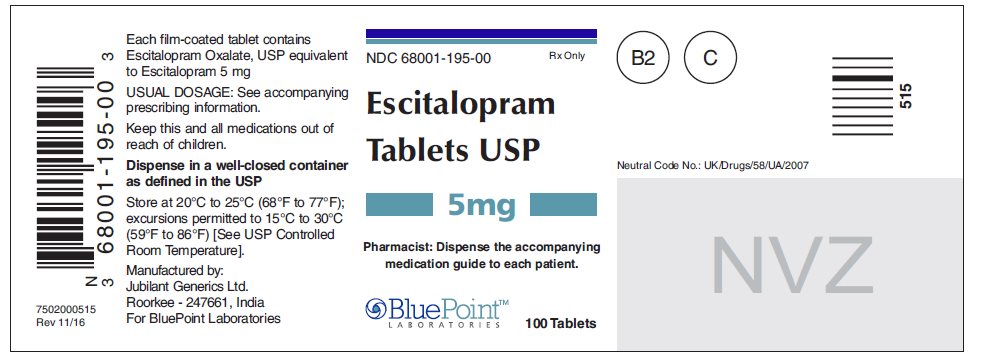 N
3 68001-195-00 3
7502000515
Rev 11/16
Each film-coated tablet contains
Escitalopram Oxalate, USP equivalent
to Escitalopram 5 mg
USUAL DOSAGE: See accompanying
prescribing information.
Keep this and all medications out of
reach of children.
Dispense in a well-closed container
as defined in the USP
Store at 20°C to 25°C (68°F to 77°F);
excursions permitted to 15°C to 30°C
(59°F to 86°F) [See USP Controlled
Room Temperature].
Manufactured by:
Jubilant Generics Ltd.
Roorkee - 247661, India
For BluePoint Laboratories
NDC 68001-195-00 Rx Only
Escitalopram
Tablets USP
5mg
Pharmacist: Dispense the accompanying
medication guide to each patient.
BluePoint™
LABORATORIES
100 Tablets
B2 C
515
Neutral Code No.: UK/Drugs/58/UA/2007
NVZ